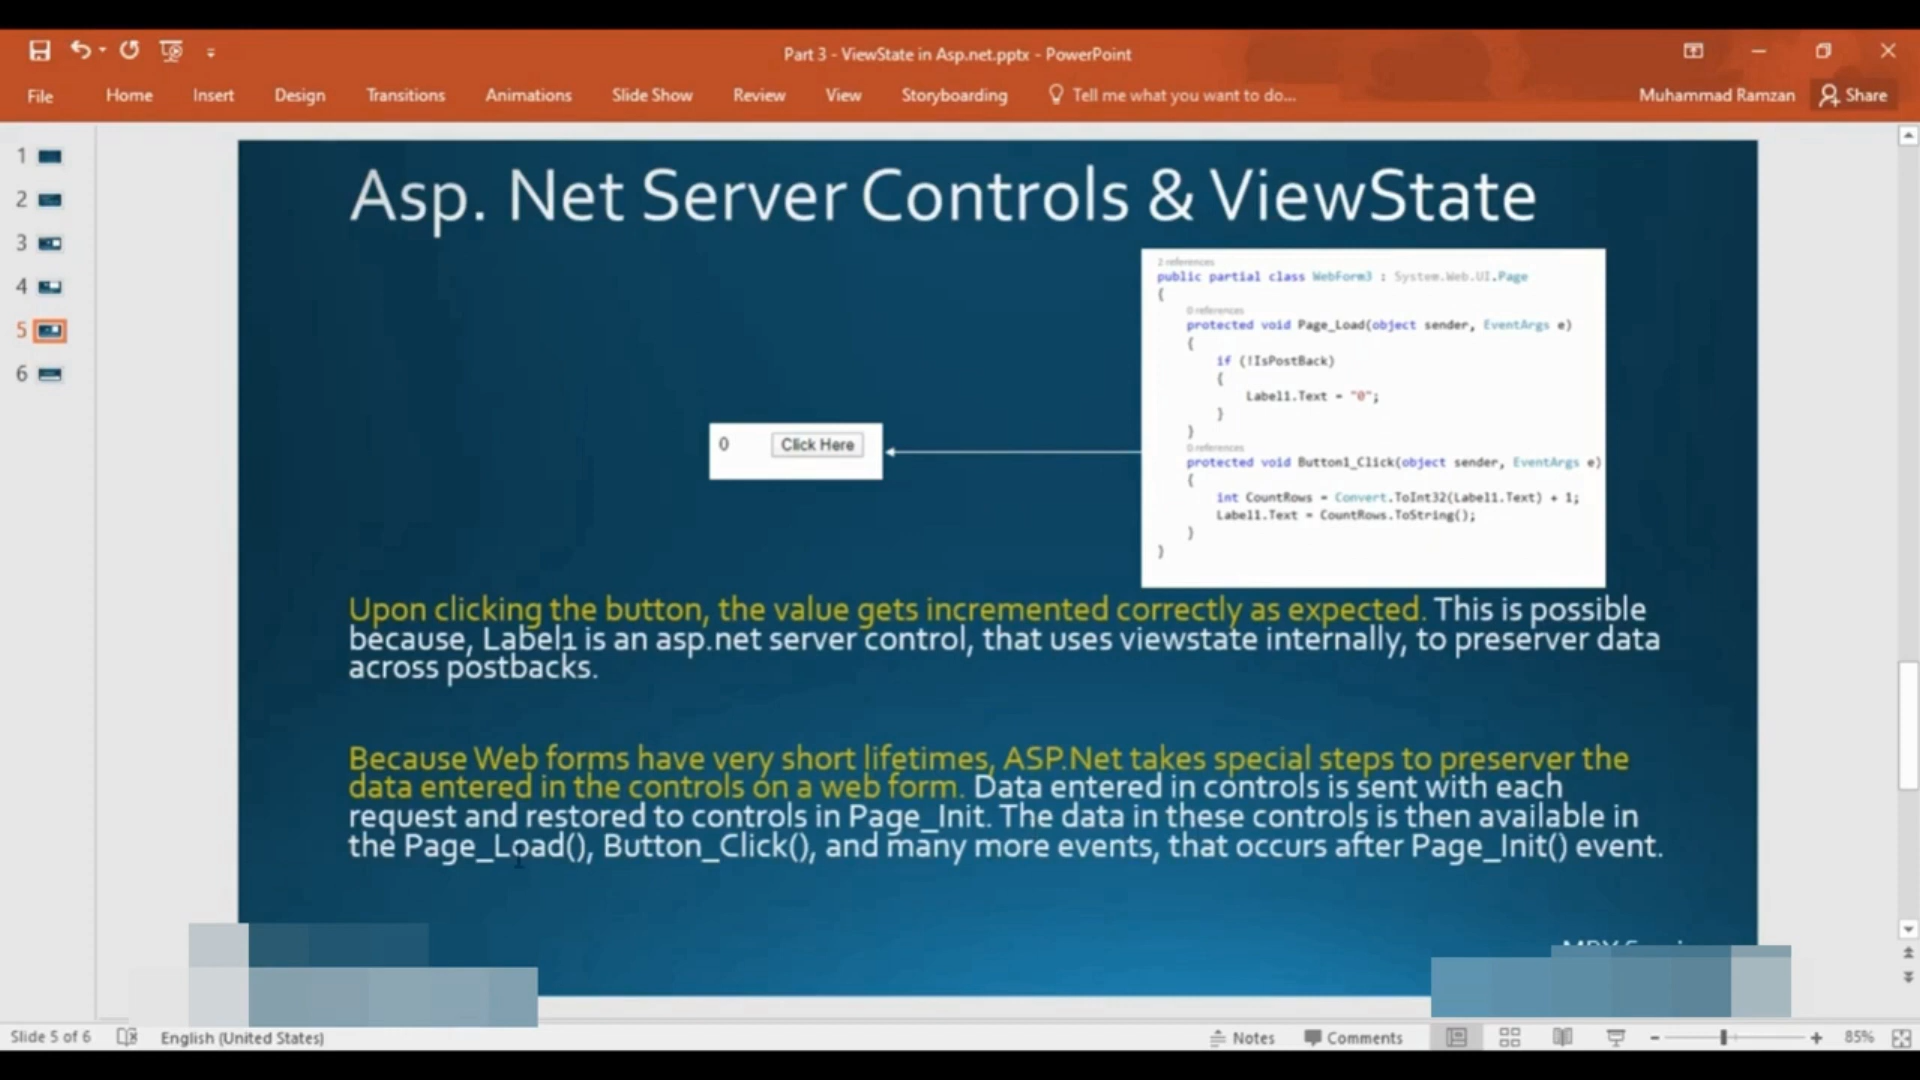 Part 3 - ViewState in Asp.net.pptx - PowerPoint
File Home Insert Design Transitions Animations Slide Show Review View Storyboarding Tell me what you want to do... Muhammad Ramzan Share
1
2
3
4
5
6
Asp. Net Server Controls & ViewState
2 references
public partial class WebForm3 : System.Web.UI.Page
{
0 references
protected void Page_Load(object sender, EventArgs e)
{
if (!IsPostBack)
{
Label1.Text = "0";
}
}
0 references
protected void Button1_Click(object sender, EventArgs e)
{
int CountRows = Convert.ToInt32(Label1.Text) + 1;
Label1.Text = CountRows.ToString();
}
}
0 Click Here
Upon clicking the button, the value gets incremented correctly as expected. This is possible
because, Label1 is an asp.net server control, that uses viewstate internally, to preserver data
across postbacks.
Because Web forms have very short lifetimes, ASP.Net takes special steps to preserver the
data entered in the controls on a web form. Data entered in controls is sent with each
request and restored to controls in Page_Init. The data in these controls is then available in
the Page_Load(), Button_Click(), and many more events, that occurs after Page_Init() event.
Slide 5 of 6 English (United States) Notes Comments 85%